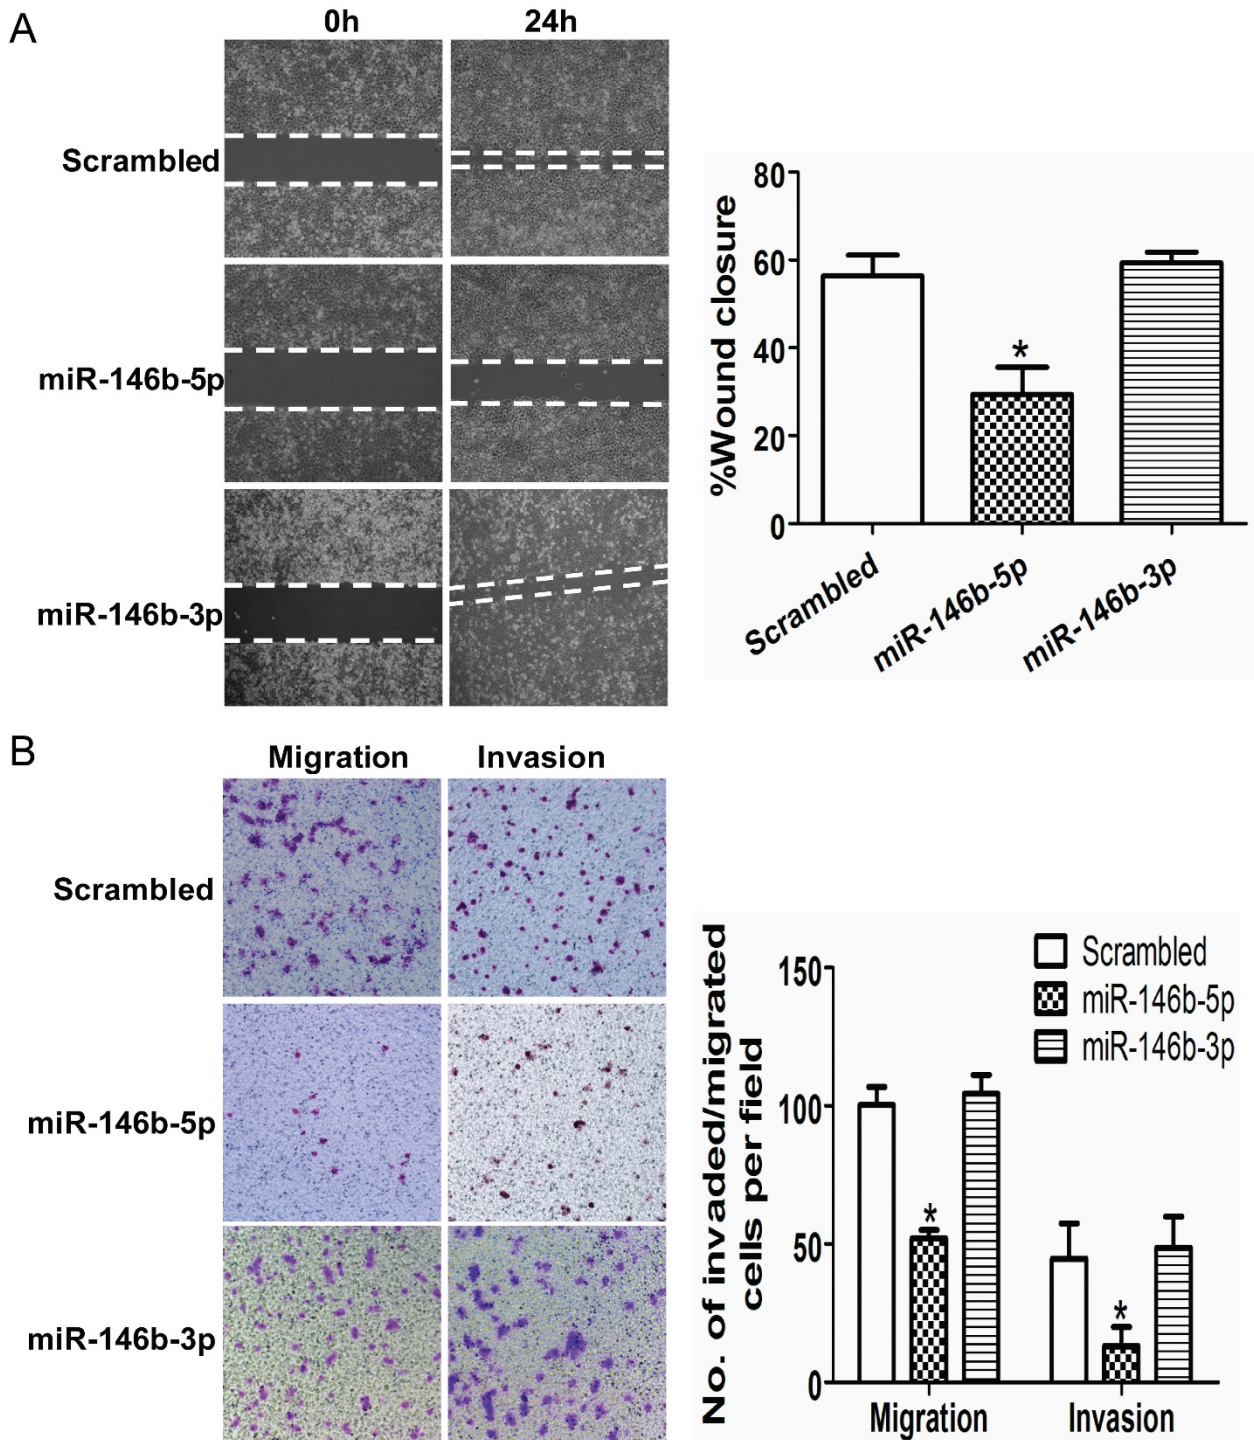 A
0h
24h
Scrambled
miR-146b-5p
miR-146b-3p
%Wound closure
80
60
40
20
0
*
Scrambled
miR-146b-5p
miR-146b-3p
B
Migration
Invasion
Scrambled
miR-146b-5p
miR-146b-3p
No. of invaded/migrated
cells per field
150
100
50
0
Scrambled
miR-146b-5p
miR-146b-3p
*
*
Migration
Invasion